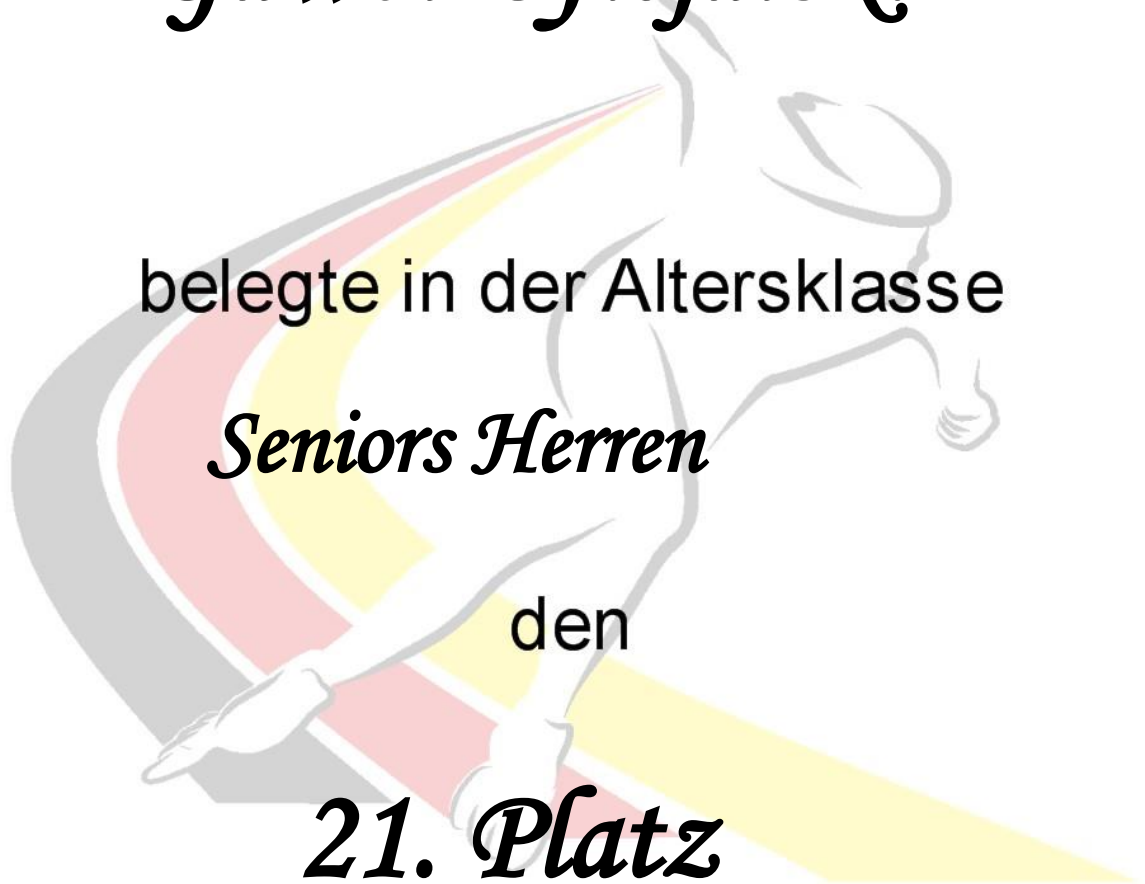 belegte in der Altersklasse
Seniors Herren
den
21. Platz